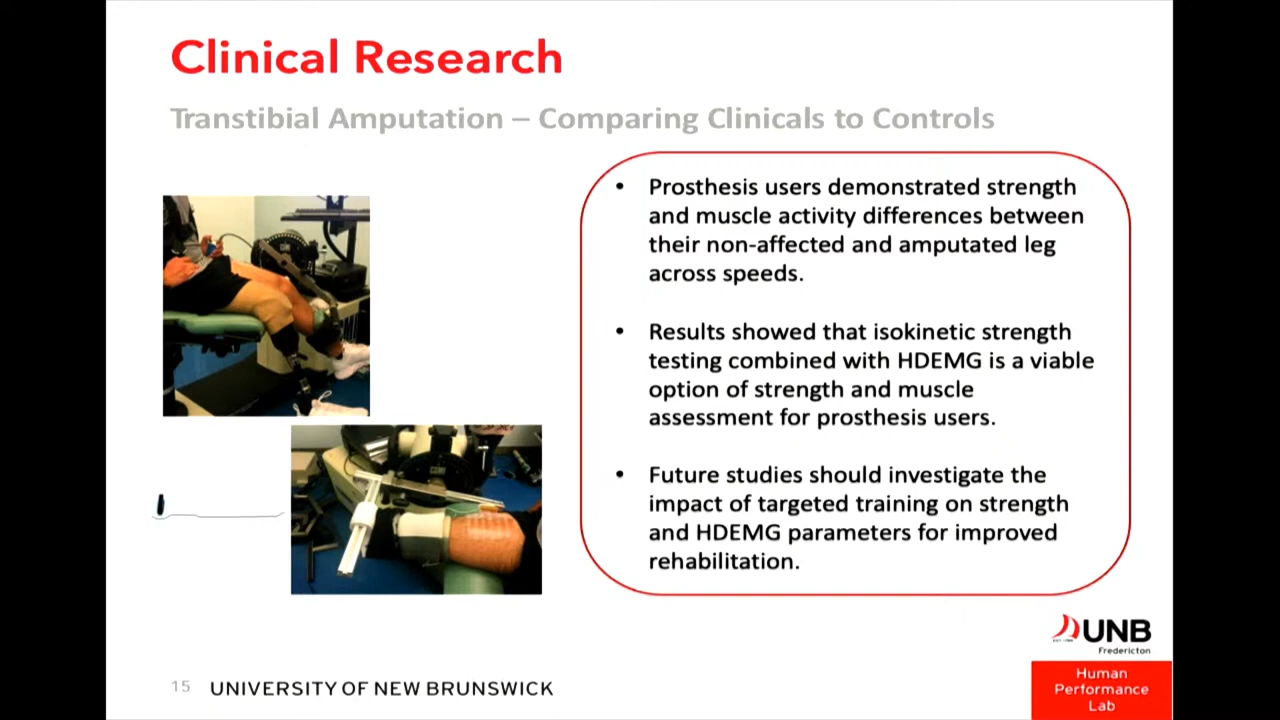 Clinical Research
Transtibial Amputation – Comparing Clinicals to Controls
• Prosthesis users demonstrated strength
and muscle activity differences between
their non-affected and amputated leg
across speeds.
• Results showed that isokinetic strength
testing combined with HDEMG is a viable
option of strength and muscle
assessment for prosthesis users.
• Future studies should investigate the
impact of targeted training on strength
and HDEMG parameters for improved
rehabilitation.
UNB
Fredericton
Human
Performance
Lab
15 UNIVERSITY OF NEW BRUNSWICK